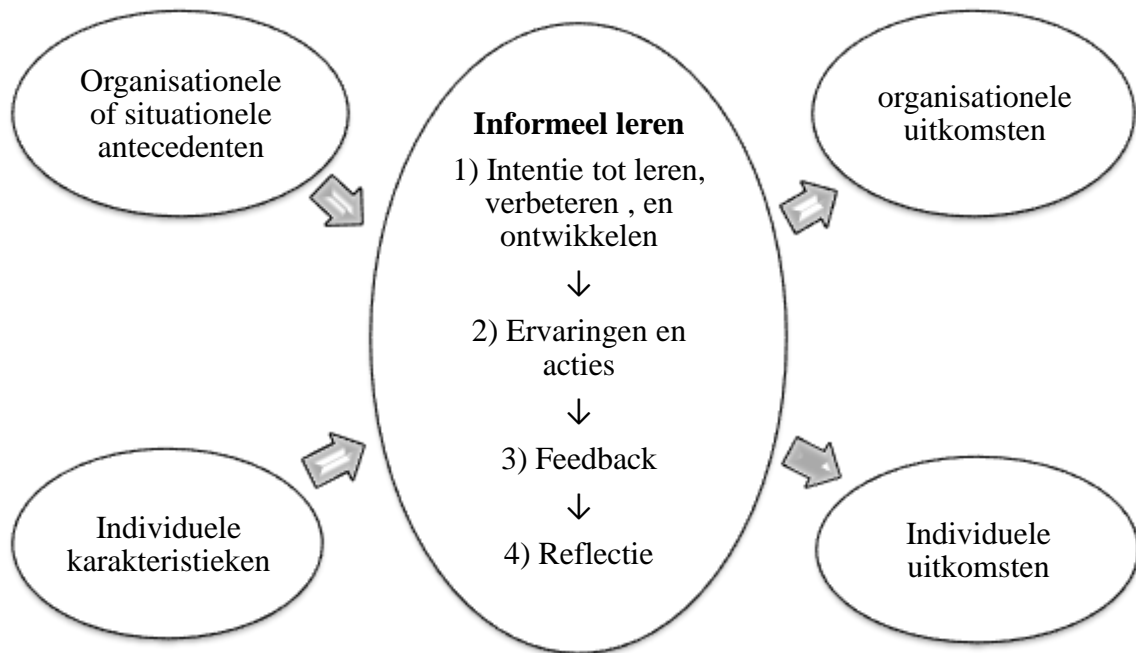 Organisationele
of situationele
antecedenten
Individuele
karakteristieken
Informeel leren
1) Intentie tot leren,
verbeteren , en
ontwikkelen
↓
2) Ervaringen en
acties
↓
3) Feedback
↓
4) Reflectie
organisationele
uitkomsten
Individuele
uitkomsten